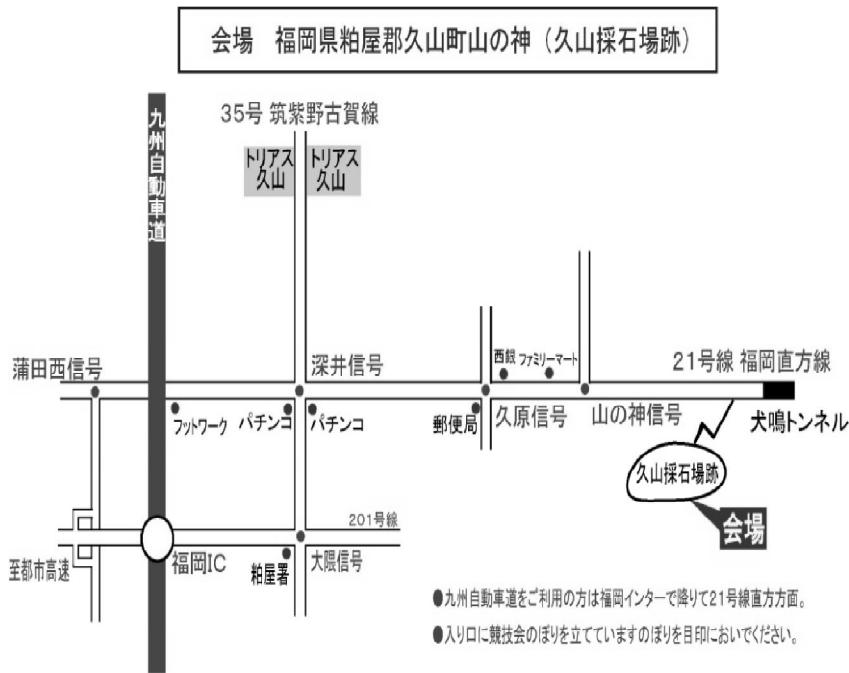 会場　福岡県粕屋郡久山町山の神（久山採石場跡）
九州自動車道
35号 筑紫野古賀線
トリアス
久山
トリアス
久山
蒲田西信号
深井信号
西銀
ファミリーマート
21号線 福岡直方線
フットワーク
パチンコ
パチンコ
郵便局
久原信号
山の神信号
犬鳴トンネル
久山採石場跡
会場
201号線
至都市高速
福岡IC
粕屋署
大隈信号
●九州自動車道をご利用の方は福岡インターで降りて21号線直方方面。
●入り口に競技会のぼりを立てていますのぼりを目印においでください。